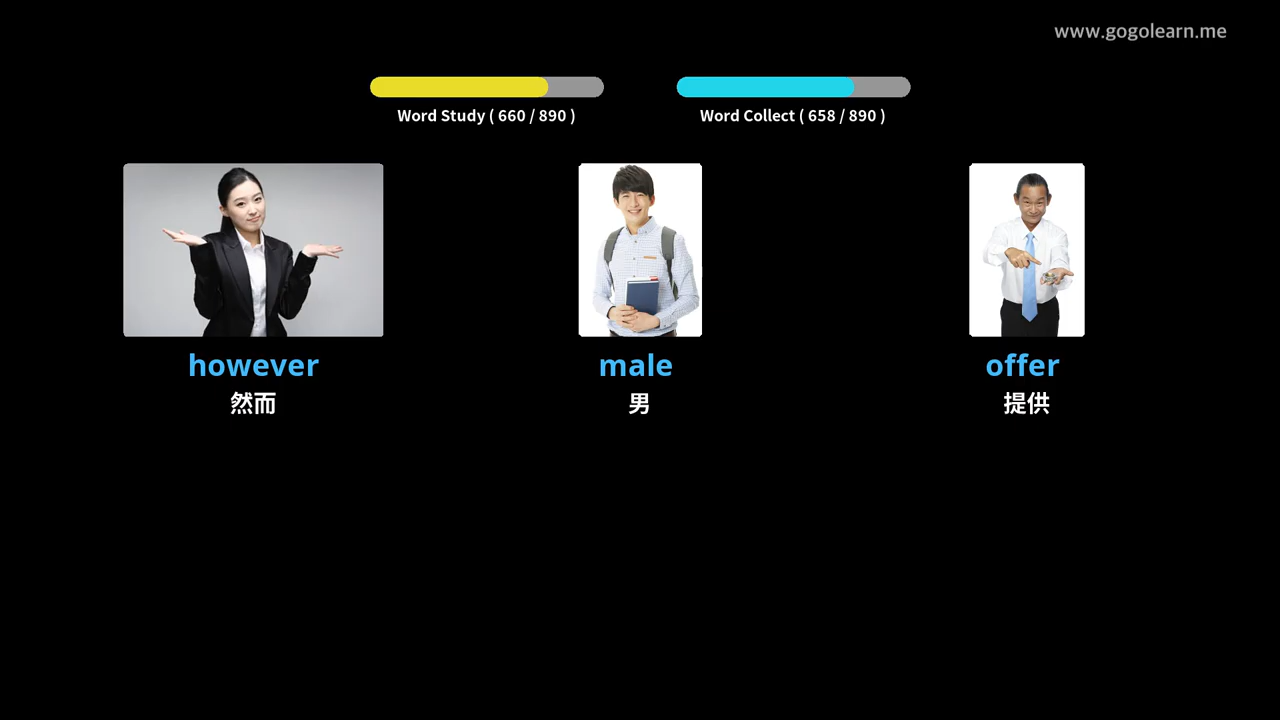 www.gogolearn.me
Word Study ( 660 / 890 )
Word Collect ( 658 / 890 )
however
然而
male
男
offer
提供